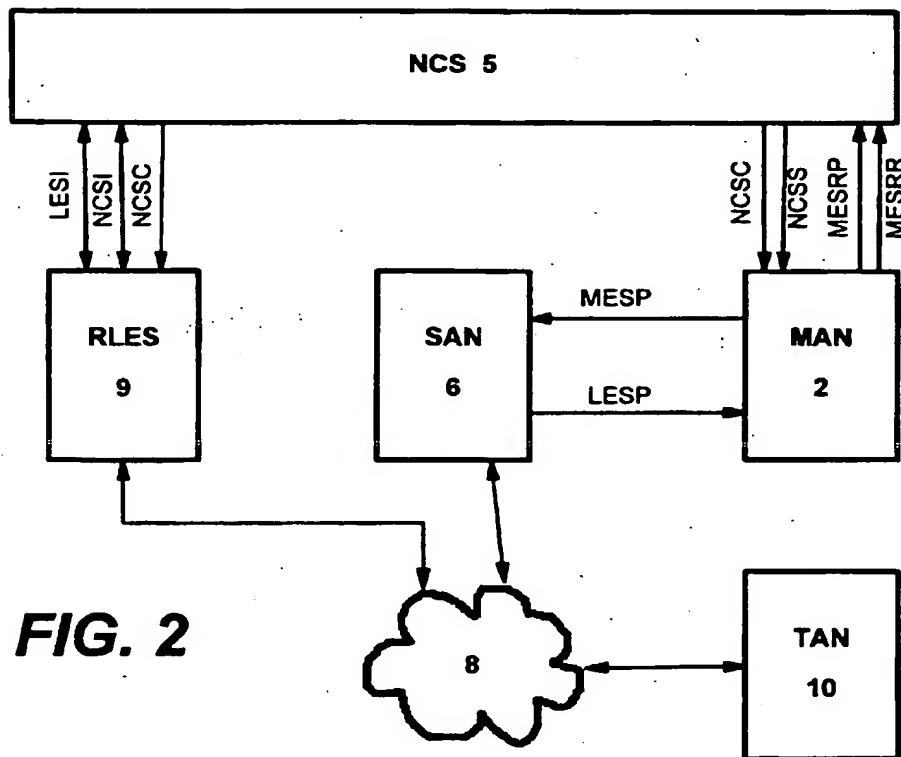 NCS 5
LESI
NCSI
NCSC
NCSC
NCSS
MESRP
MESRR
RLES
9
SAN
6
MAN
2
MESP
LESP
8
TAN
10
FIG. 2